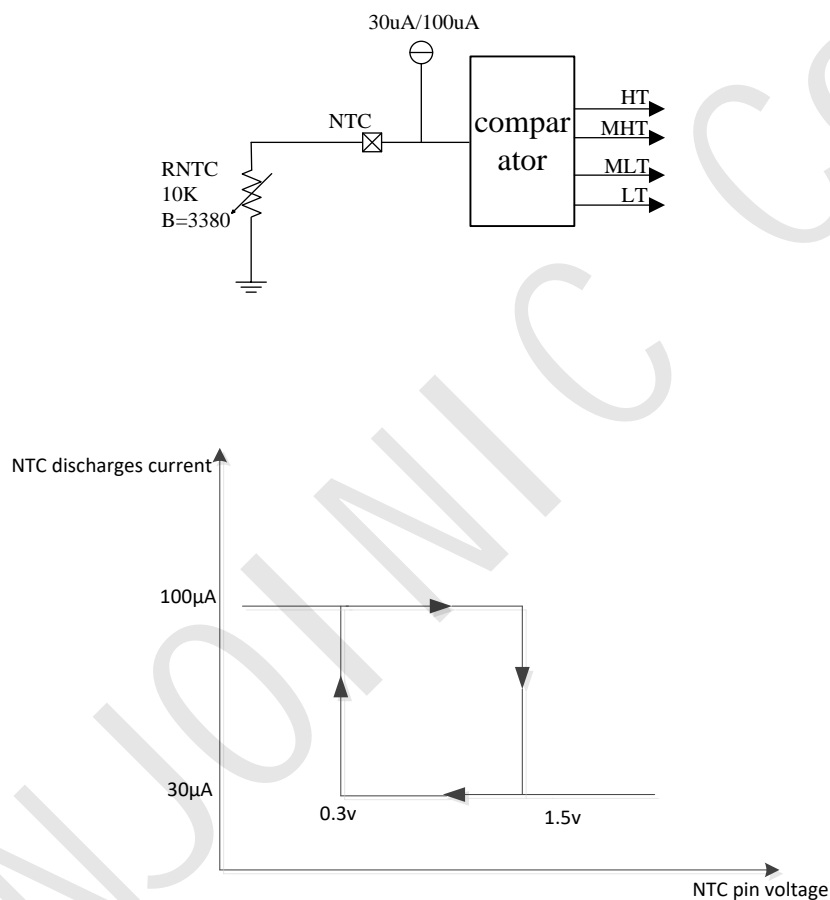 30uA/100uA
NTC
RNTC
10K
B=3380
compar
ator
HT
MHT
MLT
LT
NTC discharges current
100μA
30μA
0.3v
1.5v
NTC pin voltage
NJOINIC C